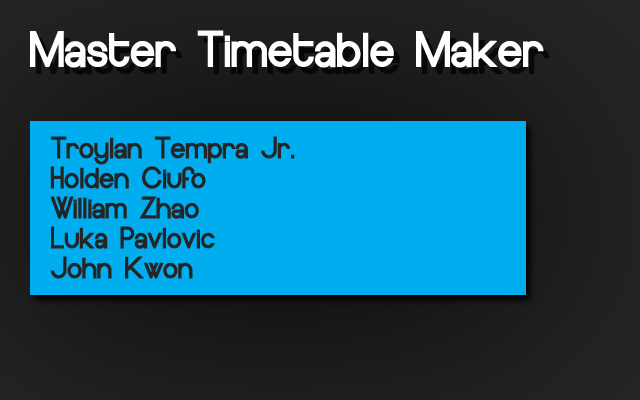 Master Timetable Maker
Troylan Tempra Jr.
Holden Ciufo
William Zhao
Luka Pavlovic
John Kwon